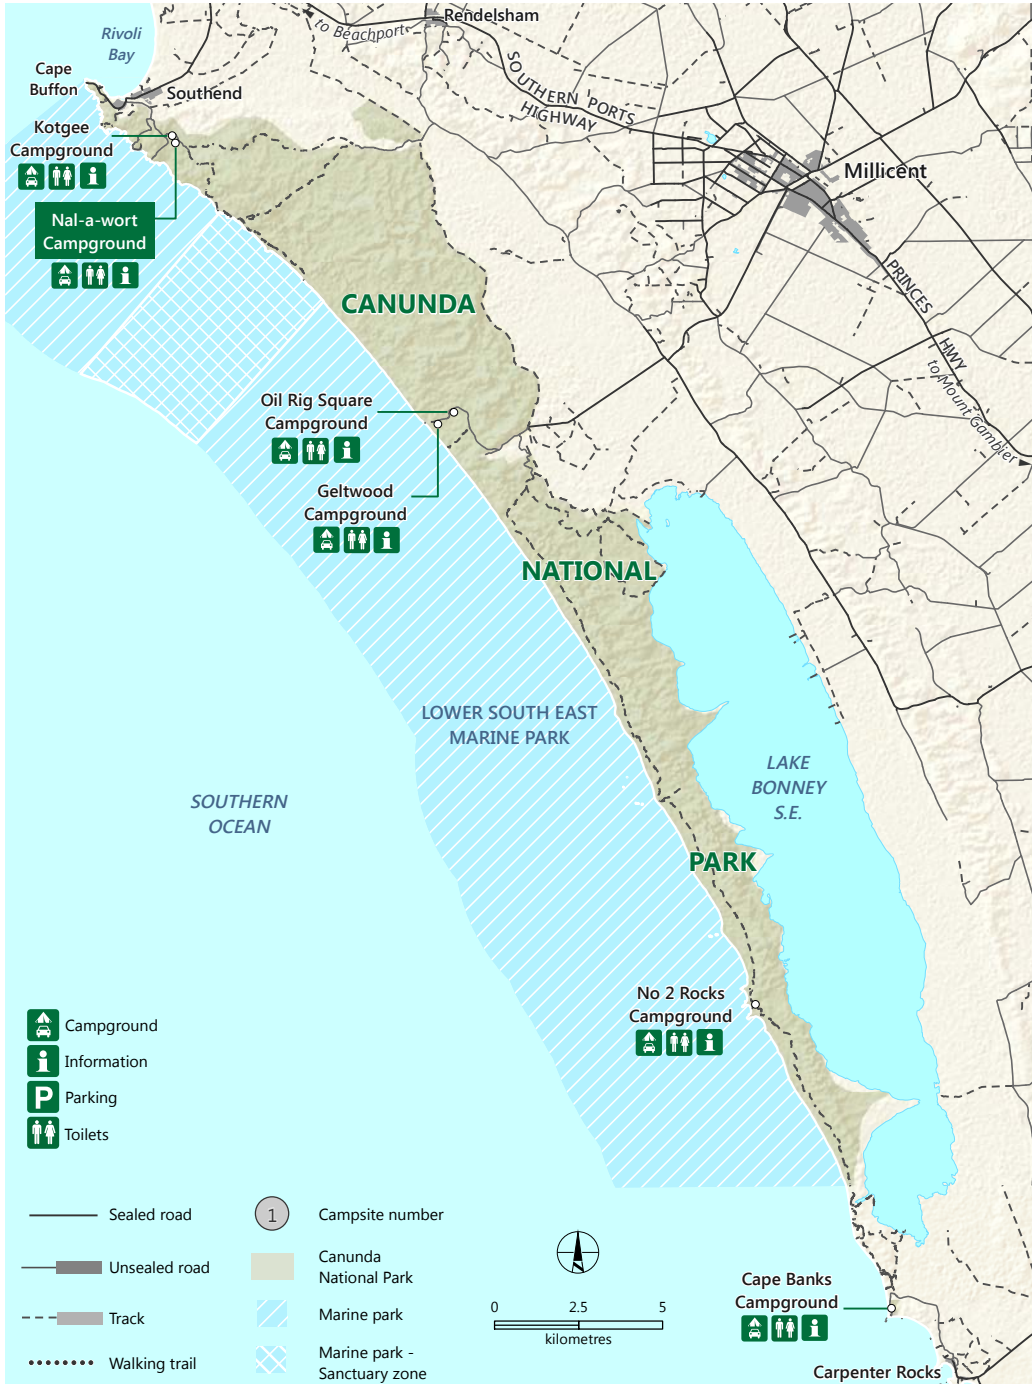 Rendelsham
to Beachport
Rivoli
Bay
Cape
Buffon
Southend
SOUTHERN PORTS
HIGHWAY
Kotgee
Campground
Millicent
Nal-a-wort
Campground
PRINCES
HWY
to Mount Gambier
CANUNDA
Oil Rig Square
Campground
Geltwood
Campground
NATIONAL
LOWER SOUTH EAST
MARINE PARK
LAKE
BONNEY
S.E.
SOUTHERN
OCEAN
PARK
No 2 Rocks
Campground
Campground
Information
P Parking
Toilets
Sealed road
Unsealed road
Track
Walking trail
1 Campsite number
Canunda
National Park
Marine park
Marine park -
Sanctuary zone
0 2.5 5
kilometres
Cape Banks
Campground
Carpenter Rocks